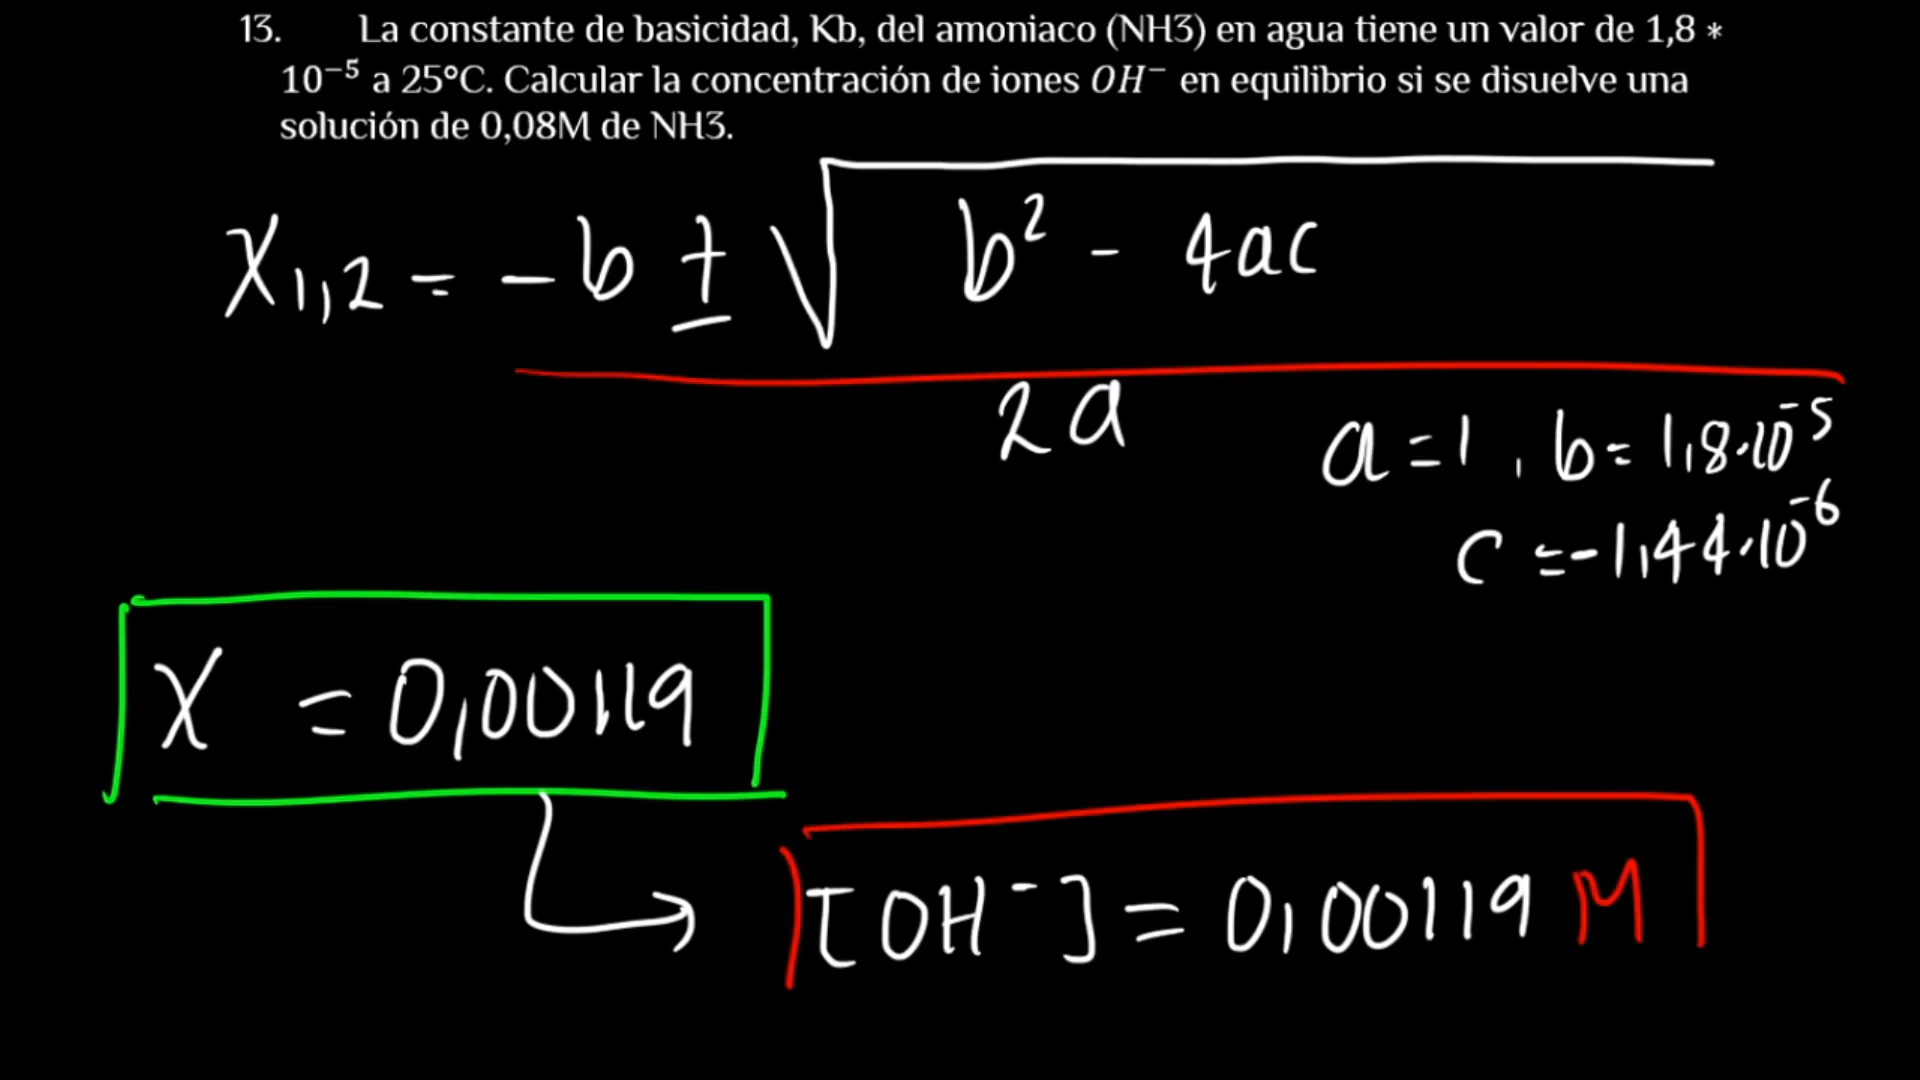 13. La constante de basicidad, Kb, del amoniaco (NH3) en agua tiene un valor de 1,8 *
10⁻⁵ a 25°C. Calcular la concentración de iones OH⁻ en equilibrio si se disuelve una
solución de 0,08M de NH3.
X₁,₂ = -b ± √ b² - 4ac
2a
a = 1 , b = 1,8·10⁻⁵
c = -1,44·10⁻⁶
X = 0,00119
[OH⁻] = 0,00119 M